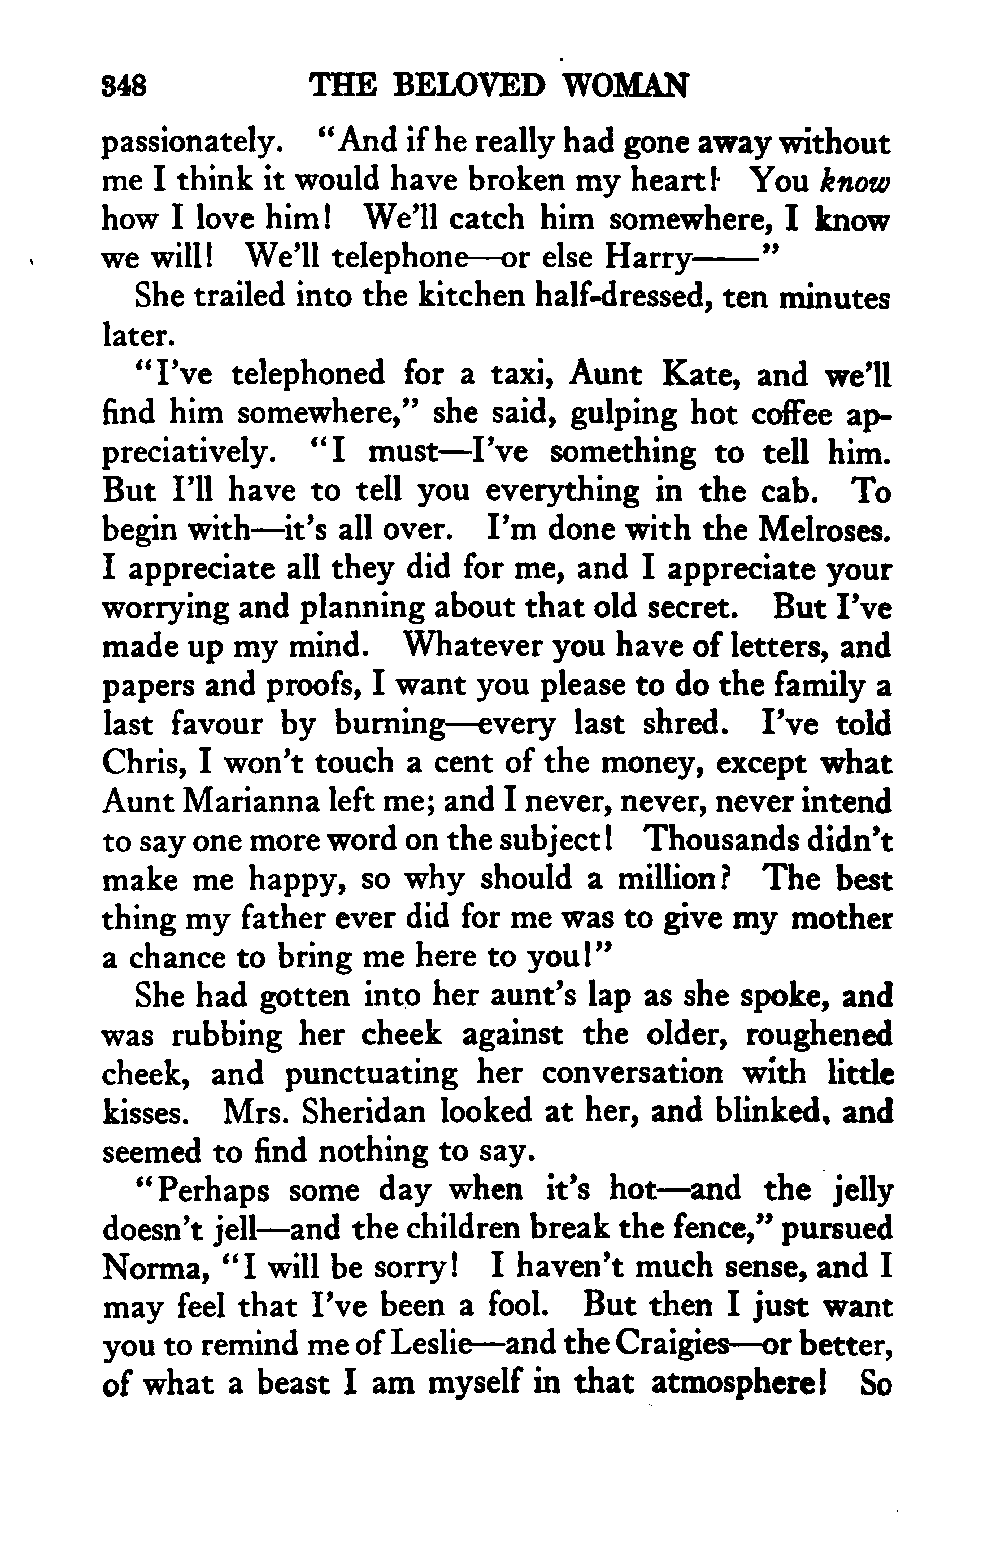 348 THE BELOVED WOMAN
passionately. "And if he really had gone away without
me I think it would have broken my heart! You know
how I love him! We'll catch him somewhere, I know
we will! We'll telephone—or else Harry——"
She trailed into the kitchen half-dressed, ten minutes
later.
"I've telephoned for a taxi, Aunt Kate, and we'll
find him somewhere," she said, gulping hot coffee ap-
preciatively. "I must—I've something to tell him.
But I'll have to tell you everything in the cab. To
begin with—it's all over. I'm done with the Melroses.
I appreciate all they did for me, and I appreciate your
worrying and planning about that old secret. But I've
made up my mind. Whatever you have of letters, and
papers and proofs, I want you please to do the family a
last favour by burning—every last shred. I've told
Chris, I won't touch a cent of the money, except what
Aunt Marianna left me; and I never, never, never intend
to say one more word on the subject! Thousands didn't
make me happy, so why should a million? The best
thing my father ever did for me was to give my mother
a chance to bring me here to you!"
She had gotten into her aunt's lap as she spoke, and
was rubbing her cheek against the older, roughened
cheek, and punctuating her conversation with little
kisses. Mrs. Sheridan looked at her, and blinked, and
seemed to find nothing to say.
"Perhaps some day when it's hot—and the jelly
doesn't jell—and the children break the fence," pursued
Norma, "I will be sorry! I haven't much sense, and I
may feel that I've been a fool. But then I just want
you to remind me of Leslie—and the Craigies—or better,
of what a beast I am myself in that atmosphere! So